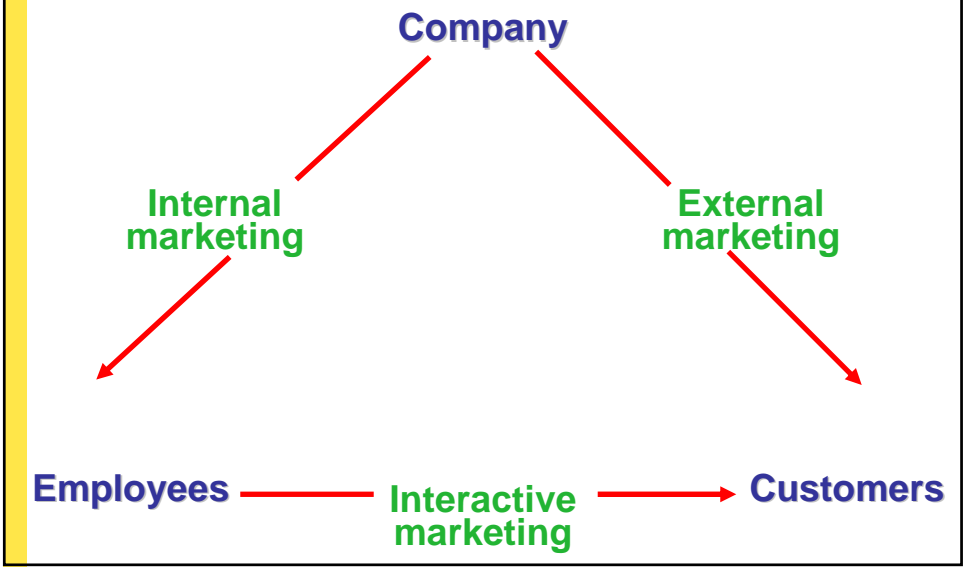 Company
Internal
marketing
External
marketing
Employees
Interactive
marketing
Customers